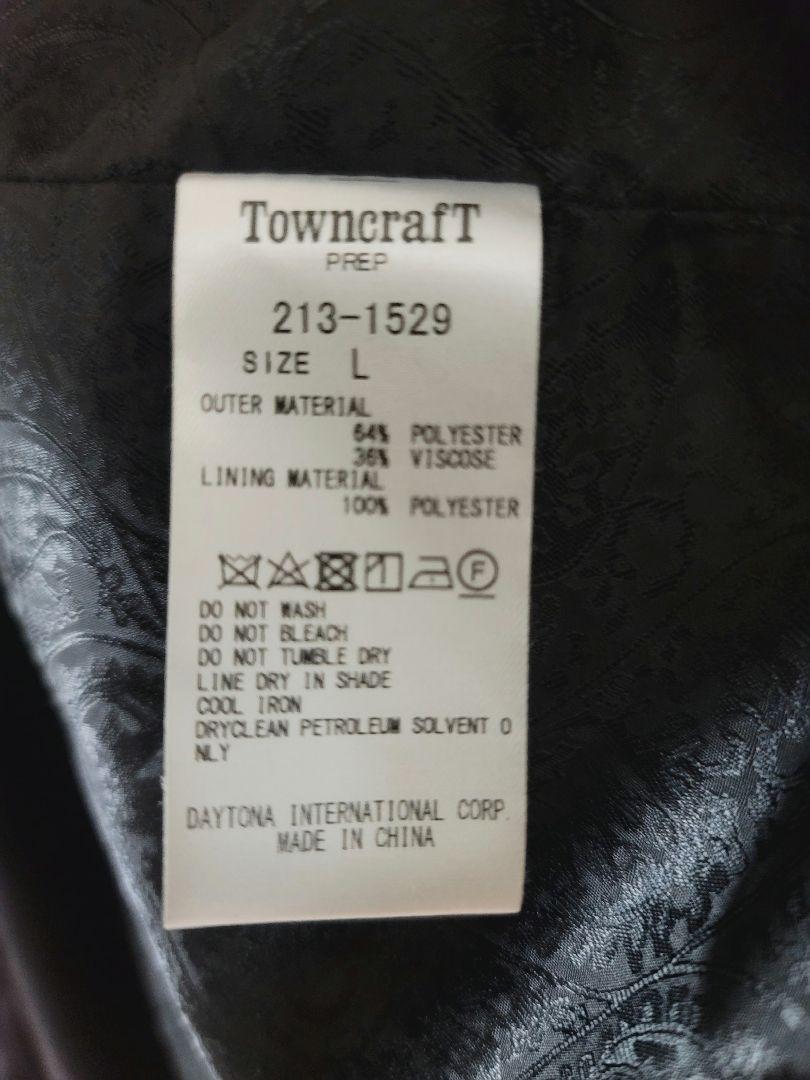 TowncrafT
PREP
213-1529
SIZE L
OUTER MATERIAL
64% POLYESTER
36% VISCOSE
LINING MATERIAL
100% POLYESTER
F
DO NOT WASH
DO NOT BLEACH
DO NOT TUMBLE DRY
LINE DRY IN SHADE
COOL IRON
DRYCLEAN PETROLEUM SOLVENT O
NLY
DAYTONA INTERNATIONAL CORP.
MADE IN CHINA